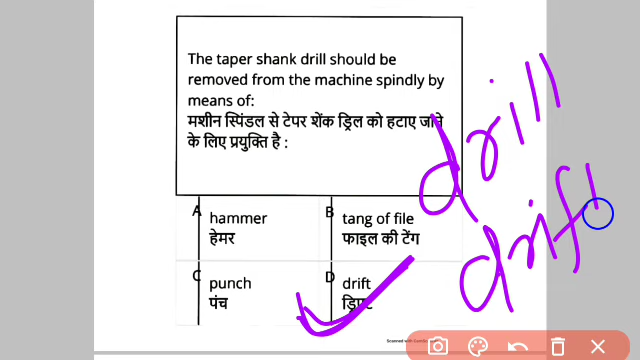 The taper shank drill should be
removed from the machine spindly by
means of:
मशीन स्पिंडल से टेपर शेंक ड्रिल को हटाए जाने
के लिए प्रयुक्ति है :
A hammer
हेमर
B tang of file
फाइल की टेंग
C punch
पंच
D drift
ड्रिफ्ट
drill
drift